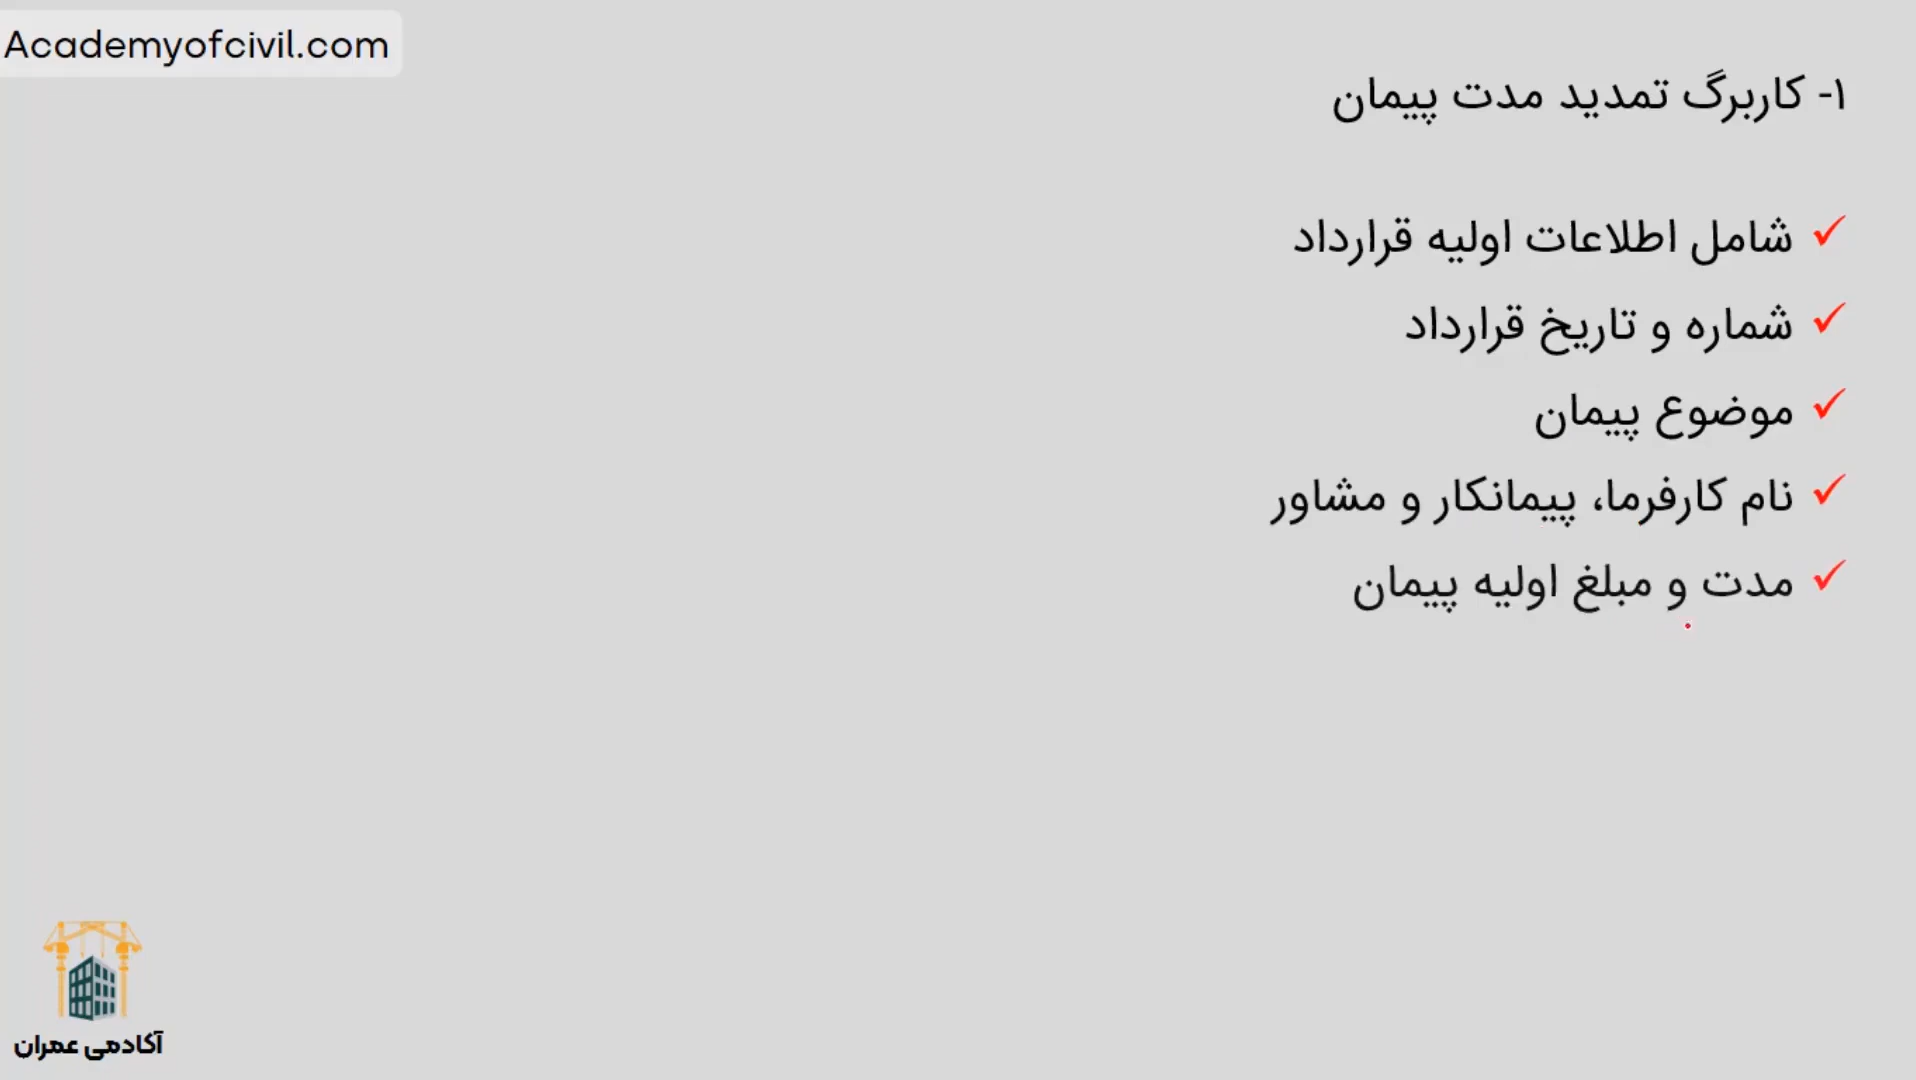 Academyofcivil.com
۱- کاربرگ تمدید مدت پیمان
شامل اطلاعات اولیه قرارداد
شماره و تاریخ قرارداد
موضوع پیمان
نام کارفرما، پیمانکار و مشاور
مدت و مبلغ اولیه پیمان
آکادمی عمران